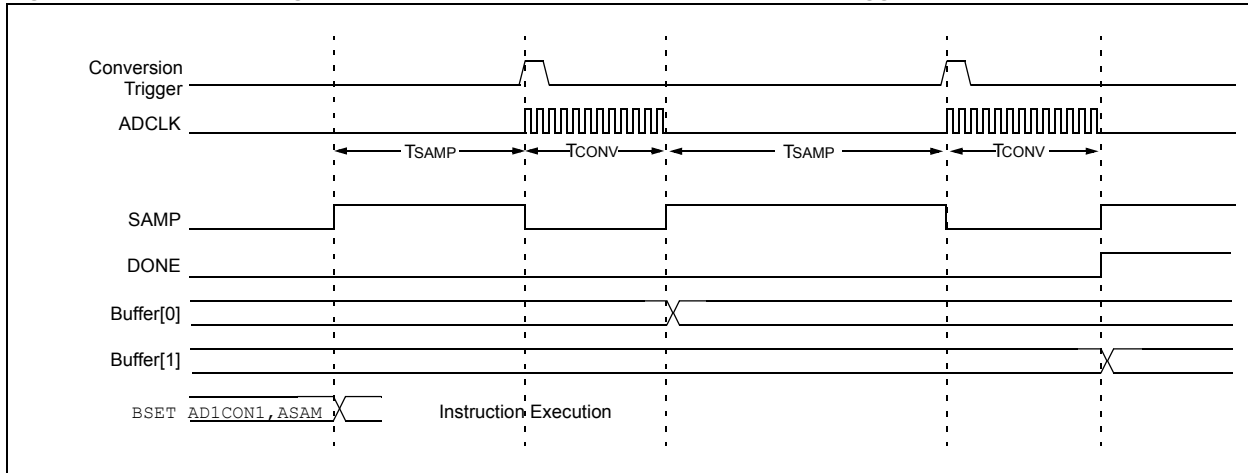 Conversion
Trigger
ADCLK
TSAMP
TCONV
TSAMP
TCONV
SAMP
DONE
Buffer[0]
Buffer[1]
BSET AD1CON1,ASAM
Instruction Execution